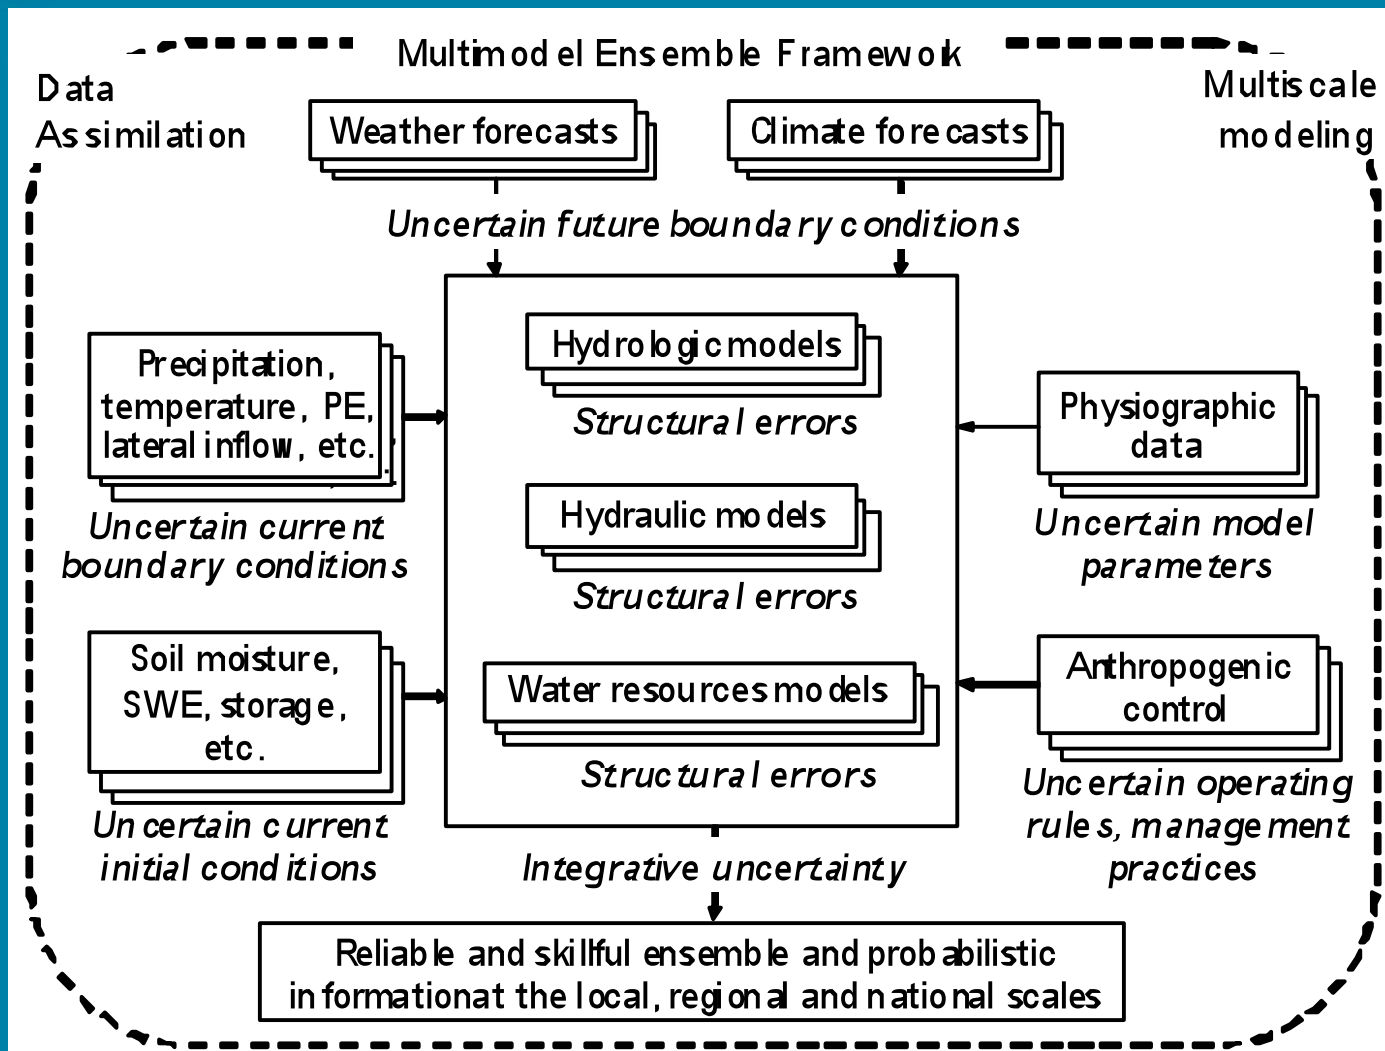 Multimodel Ensemble Framework
Data
Assimilation
Multiscale
modeling
Weather forecasts
Climate forecasts
Uncertain future boundary conditions
Precipitation,
temperature, PE,
lateral inflow, etc.
Uncertain current
boundary conditions
Hydrologic models
Structural errors
Physiographic
data
Uncertain model
parameters
Hydraulic models
Structural errors
Soil moisture,
SWE, storage,
etc.
Uncertain current
initial conditions
Water resources models
Structural errors
Anthropogenic
control
Uncertain operating
rules, management
practices
Integrative uncertainty
Reliable and skillful ensemble and probabilistic
information at the local, regional and national scales